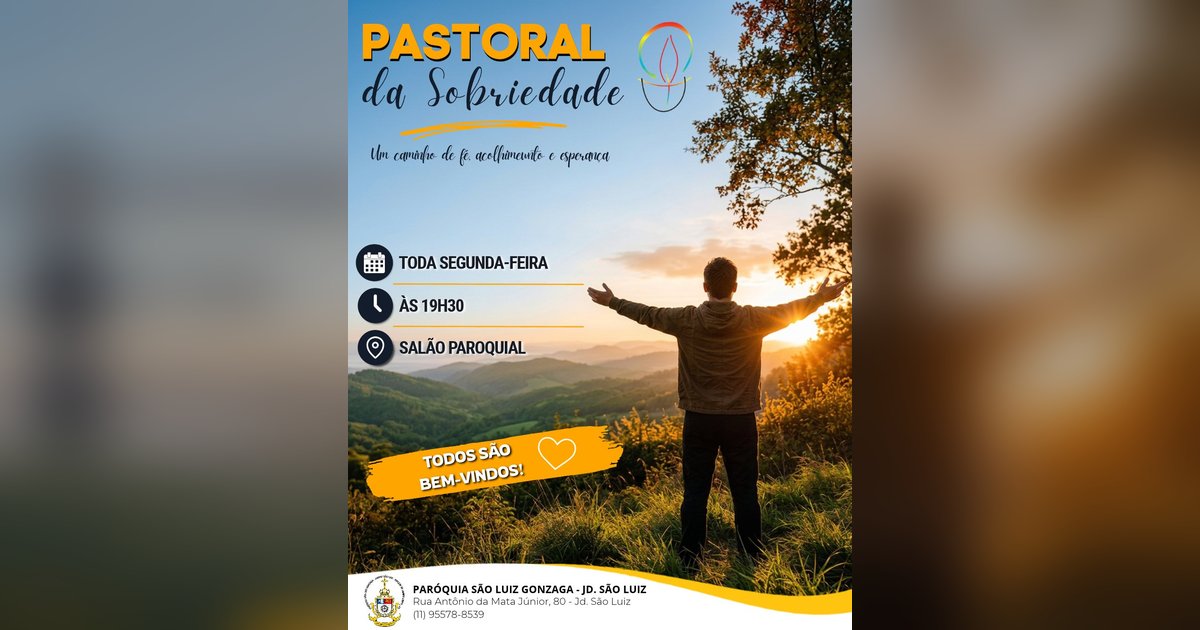 PASTORAL
da Sobriedade
Um caminho de fé, acolhimento e esperança
TODA SEGUNDA-FEIRA
ÀS 19H30
SALÃO PAROQUIAL
TODOS SÃO
BEM-VINDOS!
PARÓQUIA SÃO LUIZ GONZAGA - JD. SÃO LUIZ
Rua Antônio da Mata Júnior, 80 - Jd. São Luiz
(11) 95578-8539